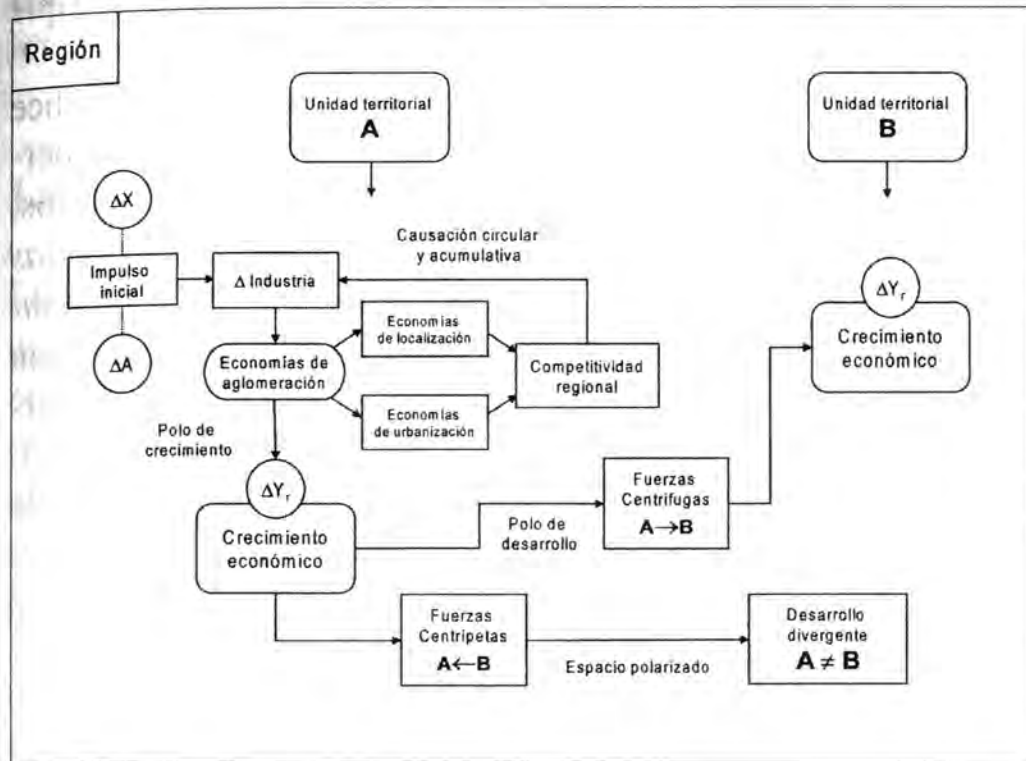 Región
Unidad territorial
A
Unidad territorial
B
ΔX
Impulso
inicial
ΔA
Δ Industria
Causación circular
y acumulativa
Economías de
aglomeración
Economías
de localización
Economías
de urbanización
Competitividad
regional
Polo de
crecimiento
ΔYr
Crecimiento
económico
Polo de
desarrollo
Fuerzas
Centrífugas
A→B
ΔYr
Crecimiento
económico
Fuerzas
Centrípetas
A←B
Espacio polarizado
Desarrollo
divergente
A ≠ B